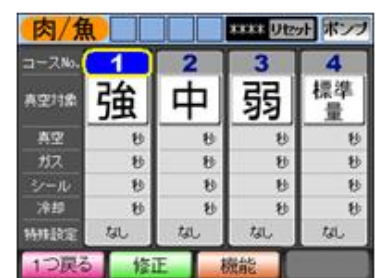 肉/魚 **** リセット ポンプ
コースNo. 1 2 3 4
真空対象 強 中 弱 標準量
真空 秒 秒 秒 秒
ガス 秒 秒 秒 秒
シール 秒 秒 秒 秒
冷却 秒 秒 秒 秒
特殊設定 なし なし なし なし
1つ戻る 修正 機能